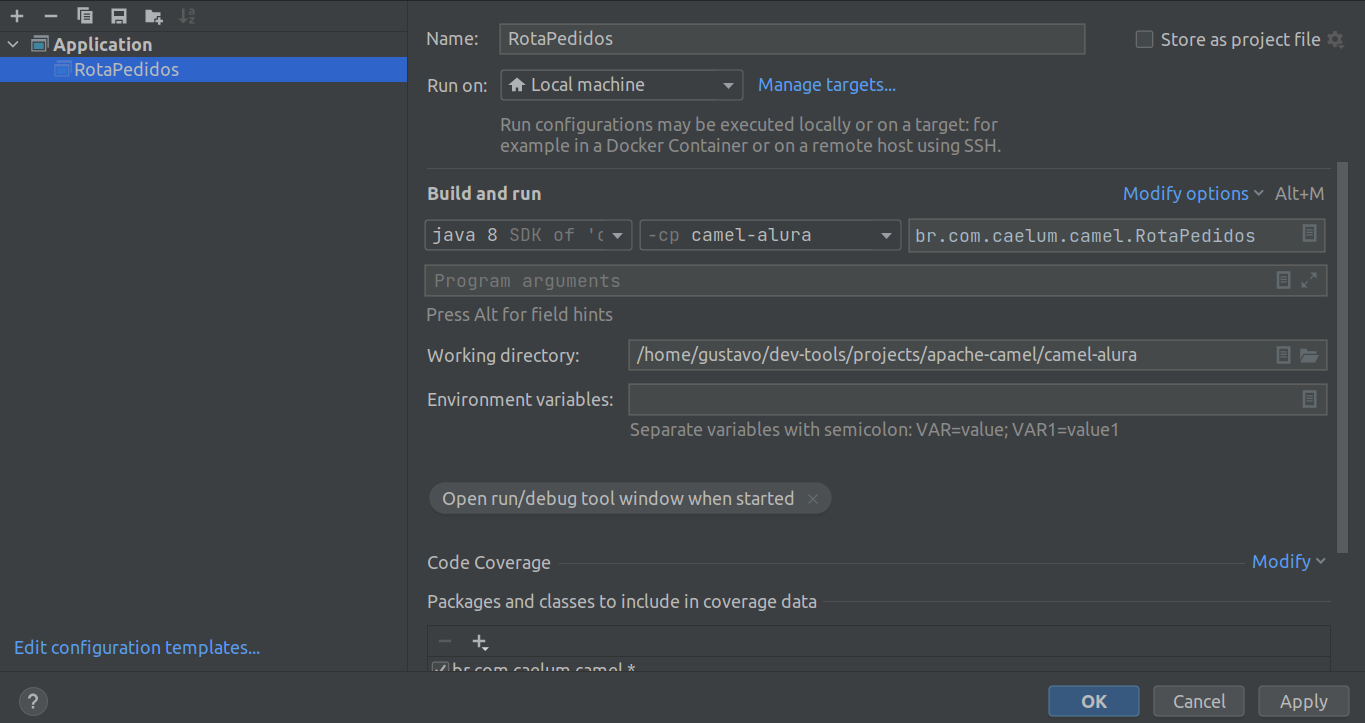 Application
RotaPedidos
Edit configuration templates...
Name: RotaPedidos Store as project file
Run on: Local machine Manage targets...
Run configurations may be executed locally or on a target: for
example in a Docker Container or on a remote host using SSH.
Build and run Modify options Alt+M
java 8 SDK of 'c -cp camel-alura br.com.caelum.camel.RotaPedidos
Program arguments
Press Alt for field hints
Working directory: /home/gustavo/dev-tools/projects/apache-camel/camel-alura
Environment variables:
Separate variables with semicolon: VAR=value; VAR1=value1
Open run/debug tool window when started ×
Code Coverage Modify
Packages and classes to include in coverage data
br.com.caelum.camel.*
? OK Cancel Apply